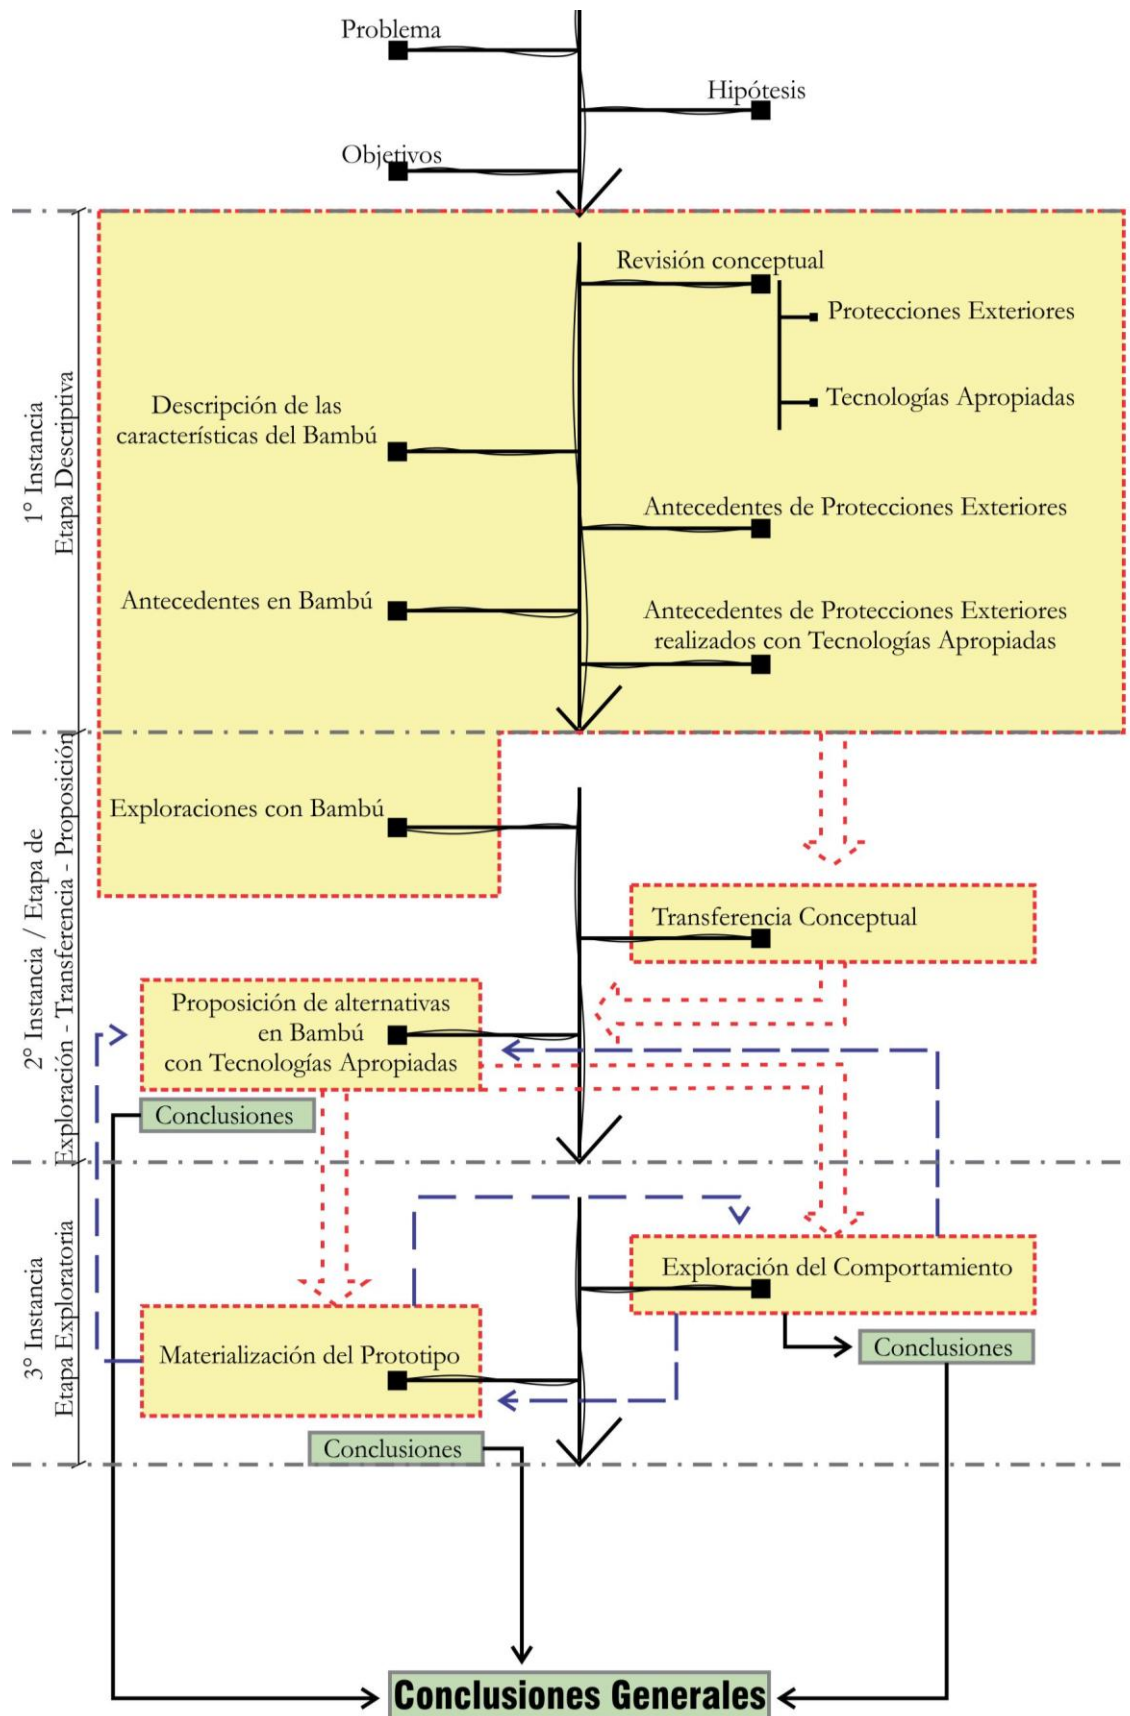 Problema
Hipótesis
Objetivos
1° Instancia
Etapa Descriptiva
Revisión conceptual
Protecciones Exteriores
Tecnologías Apropiadas
Descripción de las
características del Bambú
Antecedentes de Protecciones Exteriores
Antecedentes en Bambú
Antecedentes de Protecciones Exteriores
realizados con Tecnologías Apropiadas
2° Instancia / Etapa de
Exploración - Transferencia - Proposición
Exploraciones con Bambú
Transferencia Conceptual
Proposición de alternativas
en Bambú
con Tecnologías Apropiadas
Conclusiones
3° Instancia
Etapa Exploratoria
Exploración del Comportamiento
Conclusiones
Materialización del Prototipo
Conclusiones
Conclusiones Generales